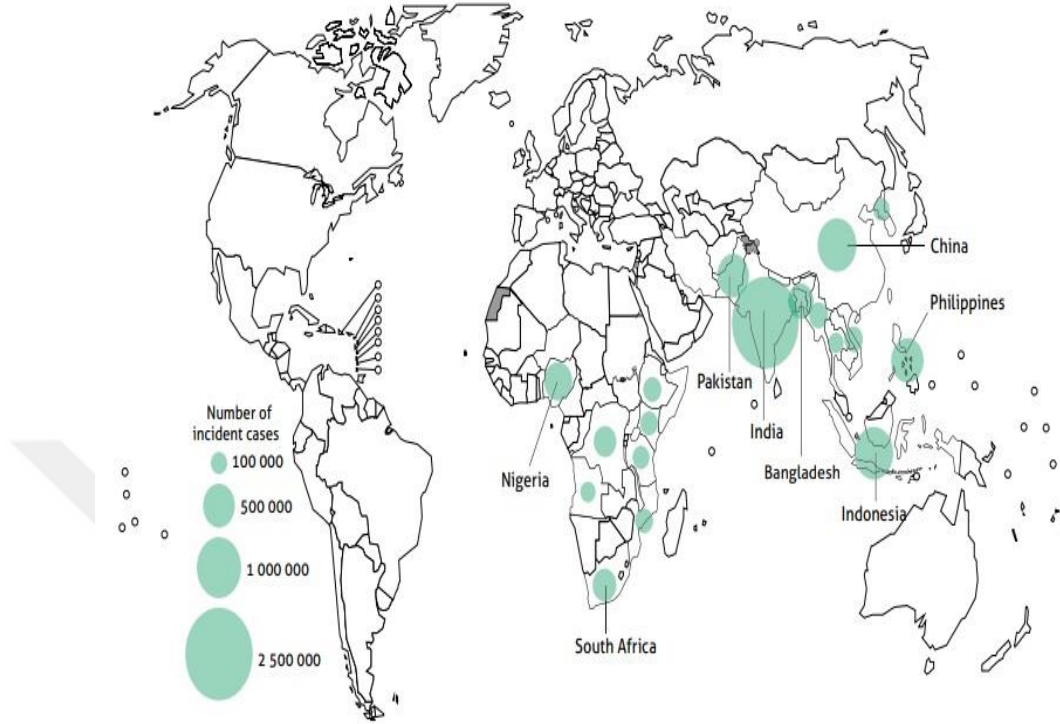 China
Philippines
Pakistan
India
Bangladesh
Indonesia
Nigeria
South Africa
Number of
incident cases
100 000
500 000
1 000 000
2 500 000